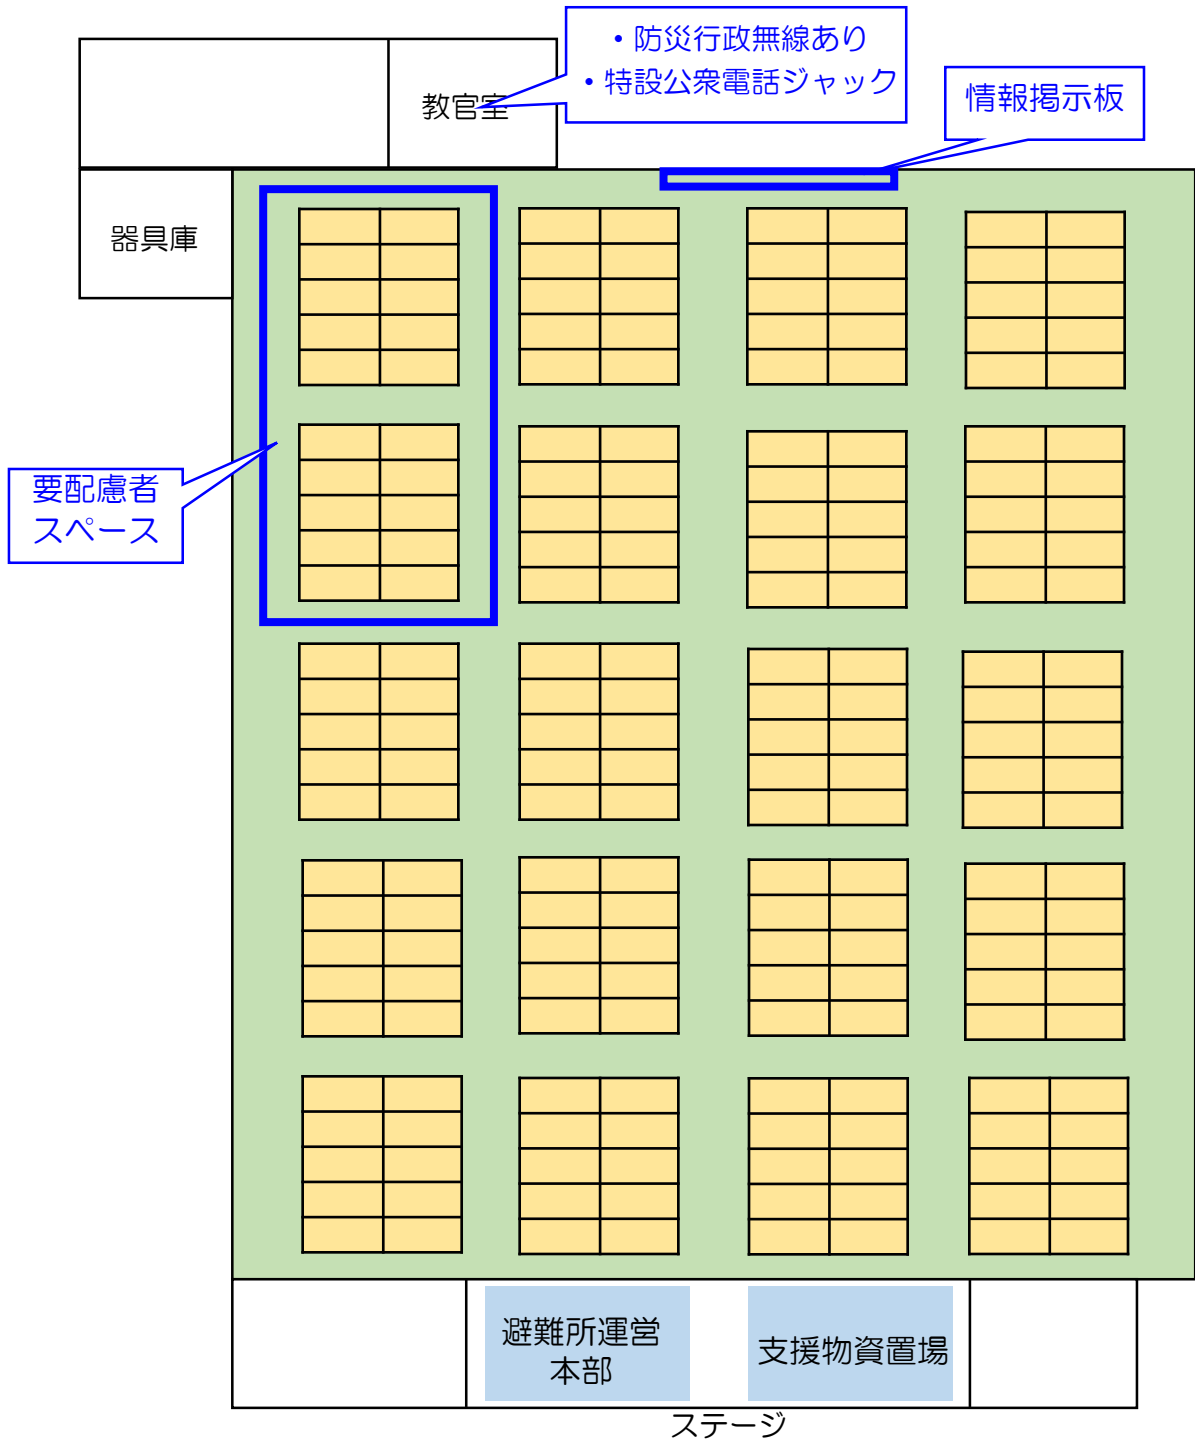 ・防災行政無線あり
・特設公衆電話ジャック
情報掲示板
教官室
器具庫
要配慮者
スペース
避難所運営
本部
支援物資置場
ステージ